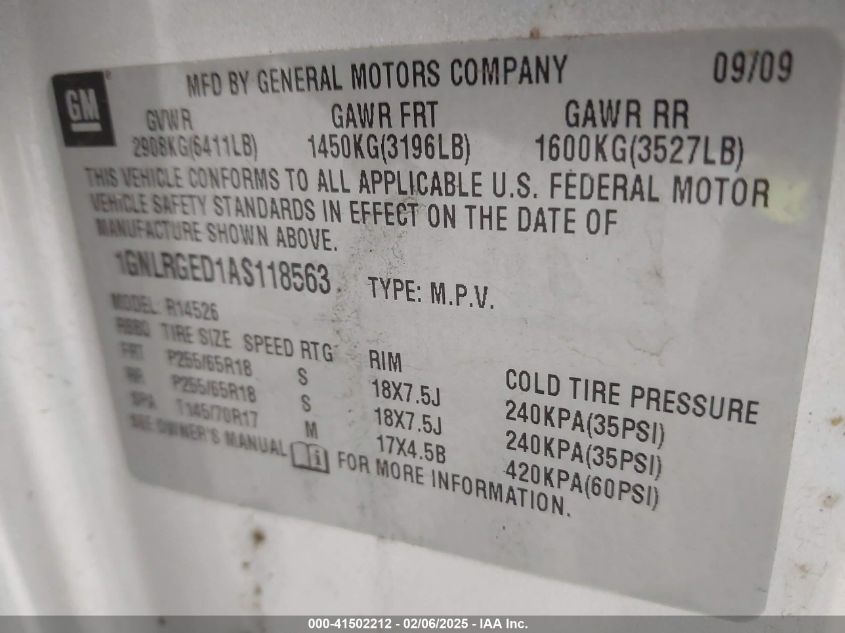 GM
MFD BY GENERAL MOTORS COMPANY 09/09
GVWR GAWR FRT GAWR RR
2908KG(6411LB) 1450KG(3196LB) 1600KG(3527LB)
THIS VEHICLE CONFORMS TO ALL APPLICABLE U.S. FEDERAL MOTOR
VEHICLE SAFETY STANDARDS IN EFFECT ON THE DATE OF
MANUFACTURE SHOWN ABOVE.
1GNLRGED1AS118563 TYPE: M.P.V.
MODEL: R14526
RBBO TIRE SIZE SPEED RTG RIM COLD TIRE PRESSURE
FRT P255/65R18 S 18X7.5J 240KPA(35PSI)
RR P255/65R18 S 18X7.5J 240KPA(35PSI)
SPA T145/70R17 M 17X4.5B 420KPA(60PSI)
SEE OWNER'S MANUAL i FOR MORE INFORMATION.
000-41502212 - 02/06/2025 - IAA Inc.